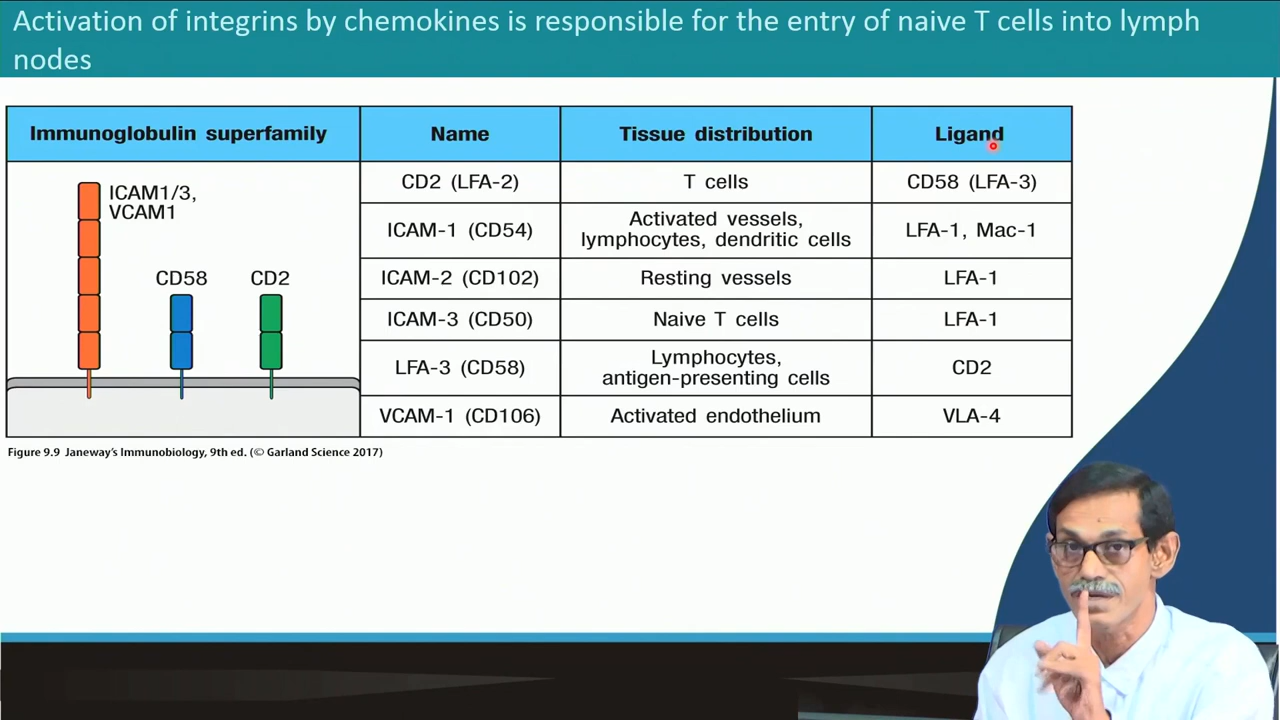 Activation of integrins by chemokines is responsible for the entry of naive T cells into lymph
nodes
Immunoglobulin superfamily
Name
Tissue distribution
Ligand
ICAM1/3,
VCAM1
CD58
CD2
CD2 (LFA-2)
T cells
CD58 (LFA-3)
ICAM-1 (CD54)
Activated vessels,
lymphocytes, dendritic cells
LFA-1, Mac-1
ICAM-2 (CD102)
Resting vessels
LFA-1
ICAM-3 (CD50)
Naive T cells
LFA-1
LFA-3 (CD58)
Lymphocytes,
antigen-presenting cells
CD2
VCAM-1 (CD106)
Activated endothelium
VLA-4
Figure 9.9 Janeway's Immunobiology, 9th ed. (© Garland Science 2017)